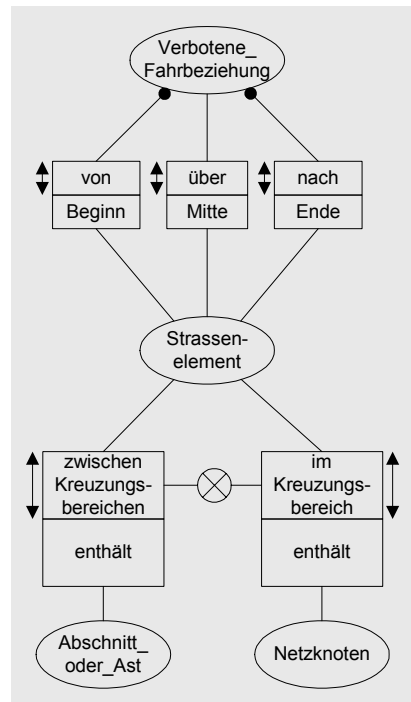 Verbotene_
Fahrbeziehung
von
über
nach
Beginn
Mitte
Ende
Strassen-
element
zwischen
Kreuzungs-
bereichen
im
Kreuzungs-
bereich
enthält
enthält
Abschnitt_
oder_Ast
Netzknoten